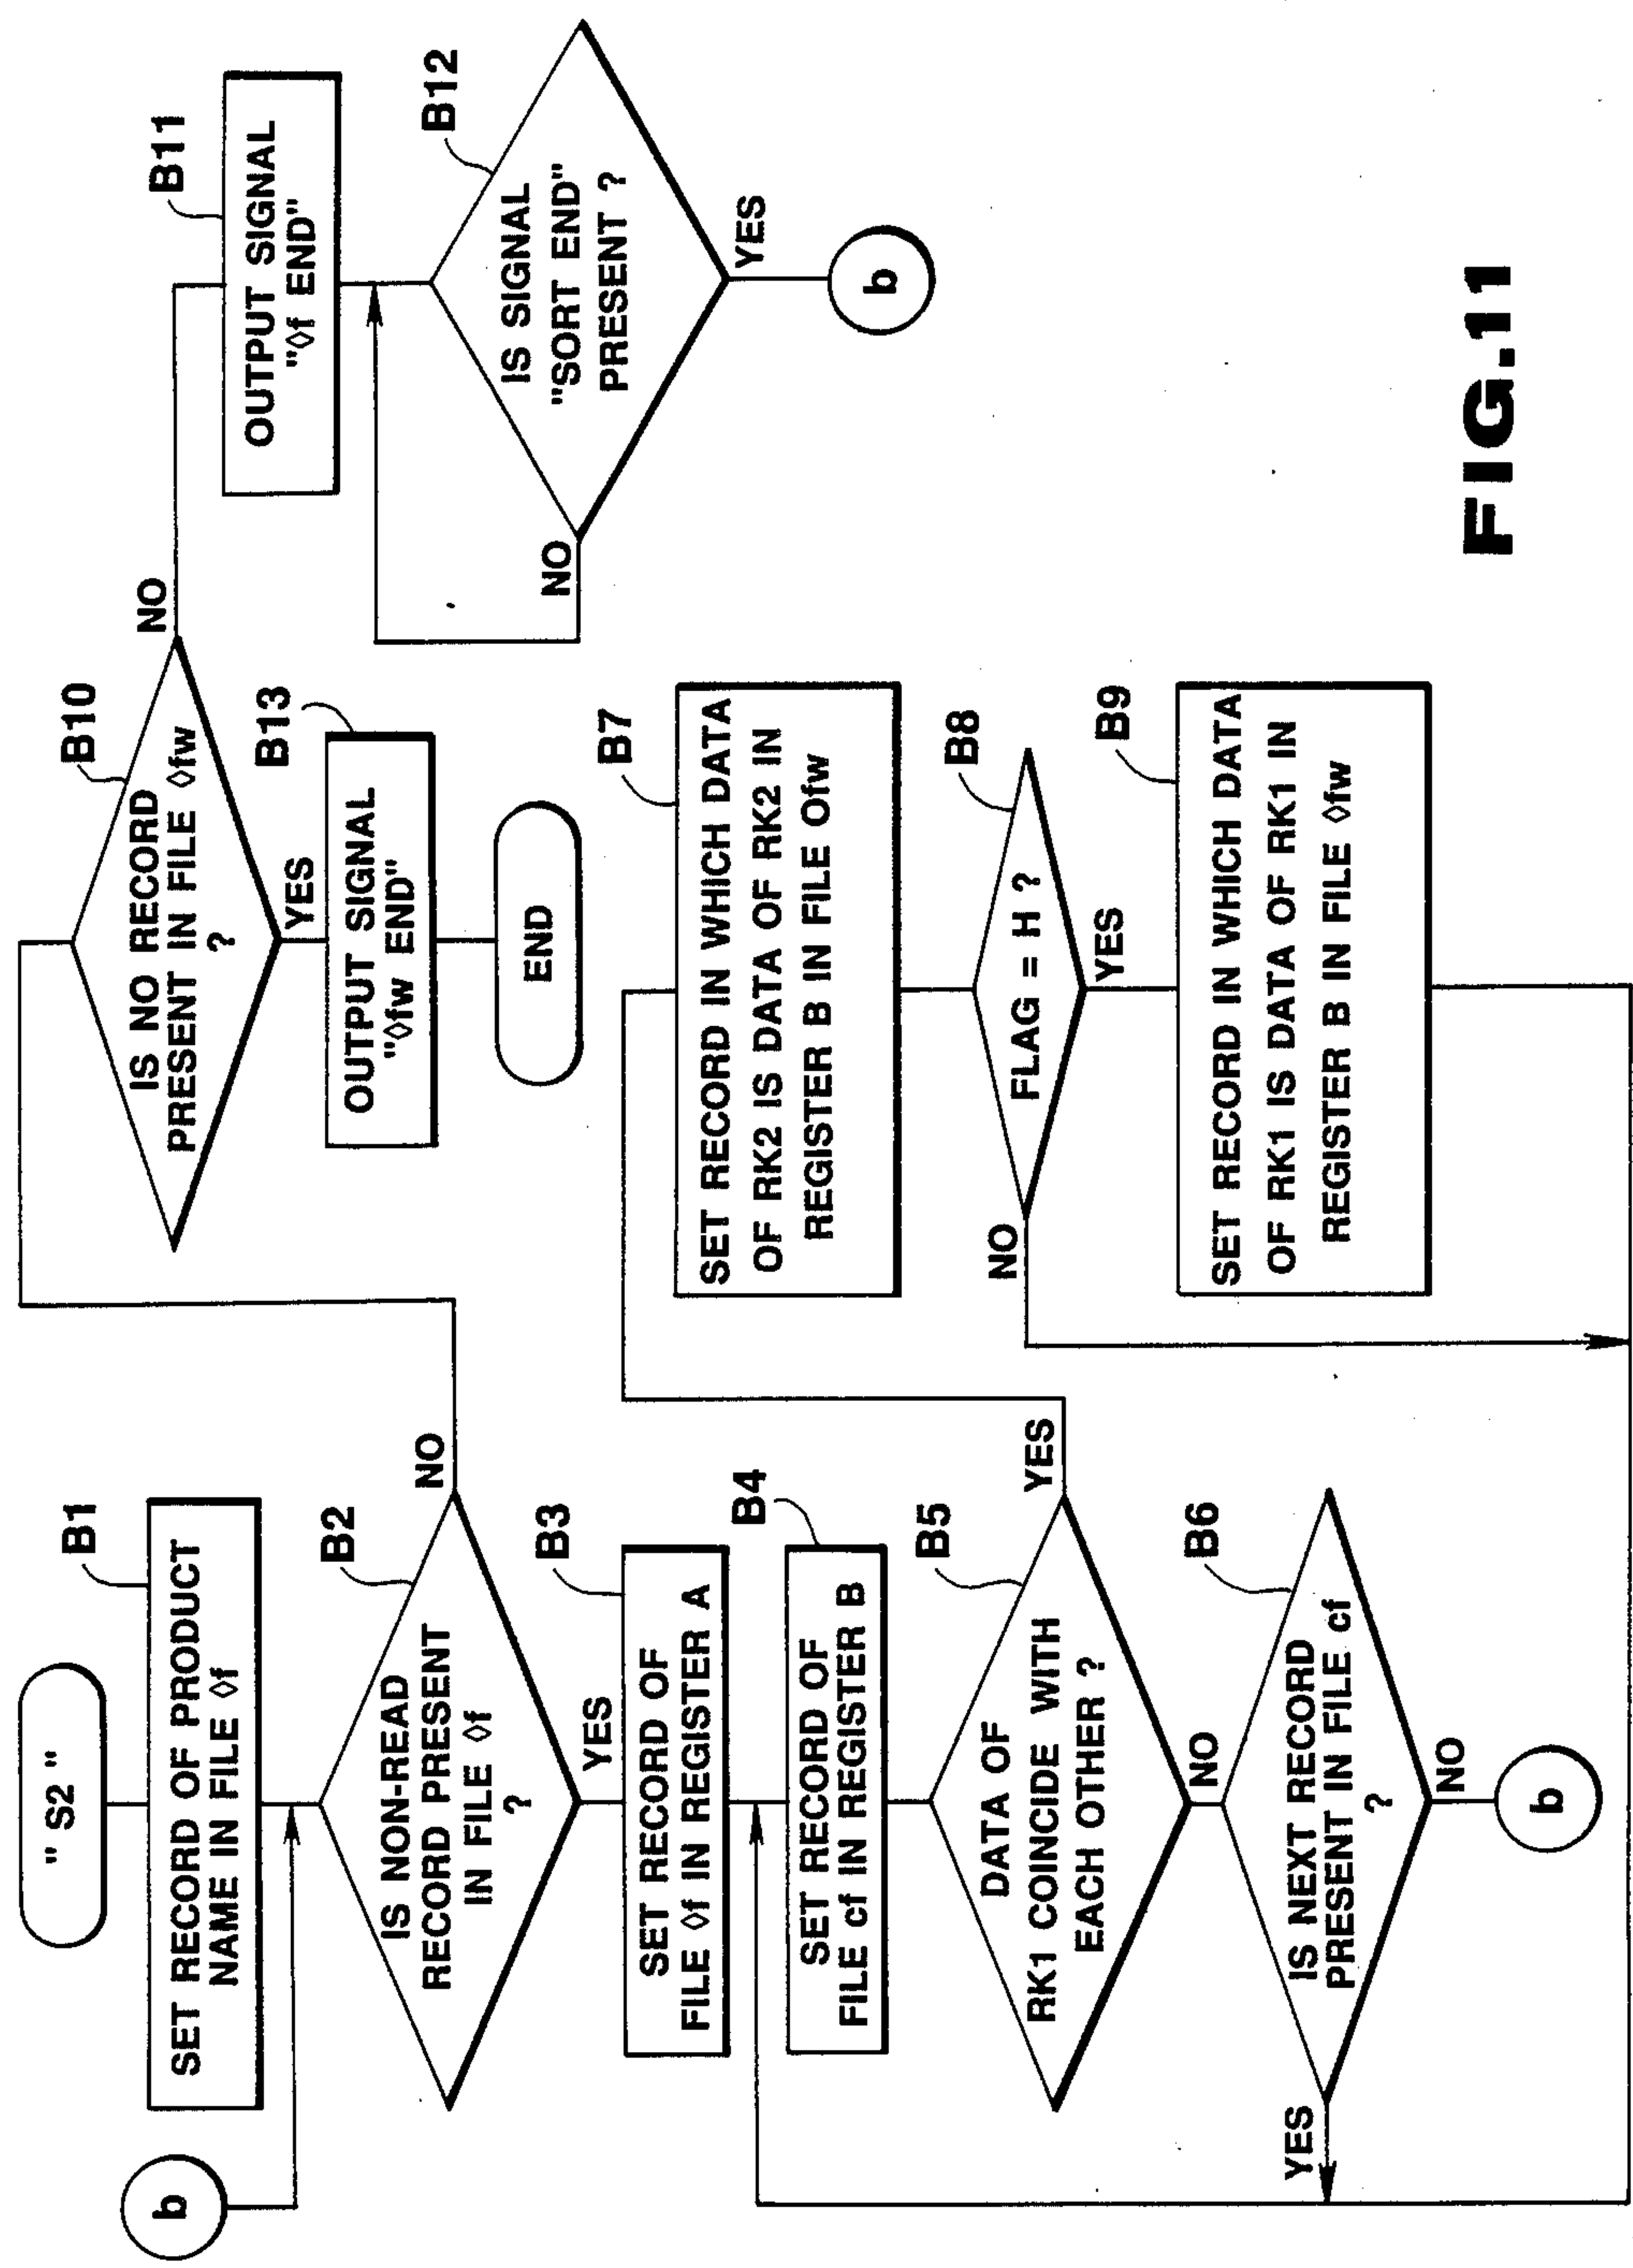 " S2 "
B1
SET RECORD OF PRODUCT
NAME IN FILE ◊f
b
B2
IS NON-READ
RECORD PRESENT
IN FILE ◊f
?
NO
YES
B3
SET RECORD OF
FILE ◊f IN REGISTER A
B4
SET RECORD OF
FILE cf IN REGISTER B
B5
DATA OF
RK1 COINCIDE WITH
EACH OTHER ?
YES
NO
B6
IS NEXT RECORD
PRESENT IN FILE cf
?
YES
NO
b
B10
IS NO RECORD
PRESENT IN FILE ◊fw
?
NO
YES
B13
OUTPUT SIGNAL
"◊fw END"
END
B7
SET RECORD IN WHICH DATA
OF RK2 IS DATA OF RK2 IN
REGISTER B IN FILE Ofw
B8
FLAG = H ?
NO
YES
B9
SET RECORD IN WHICH DATA
OF RK1 IS DATA OF RK1 IN
REGISTER B IN FILE ◊fw
B11
OUTPUT SIGNAL
"◊f END"
B12
IS SIGNAL
"SORT END"
PRESENT ?
NO
YES
b
FIG.11